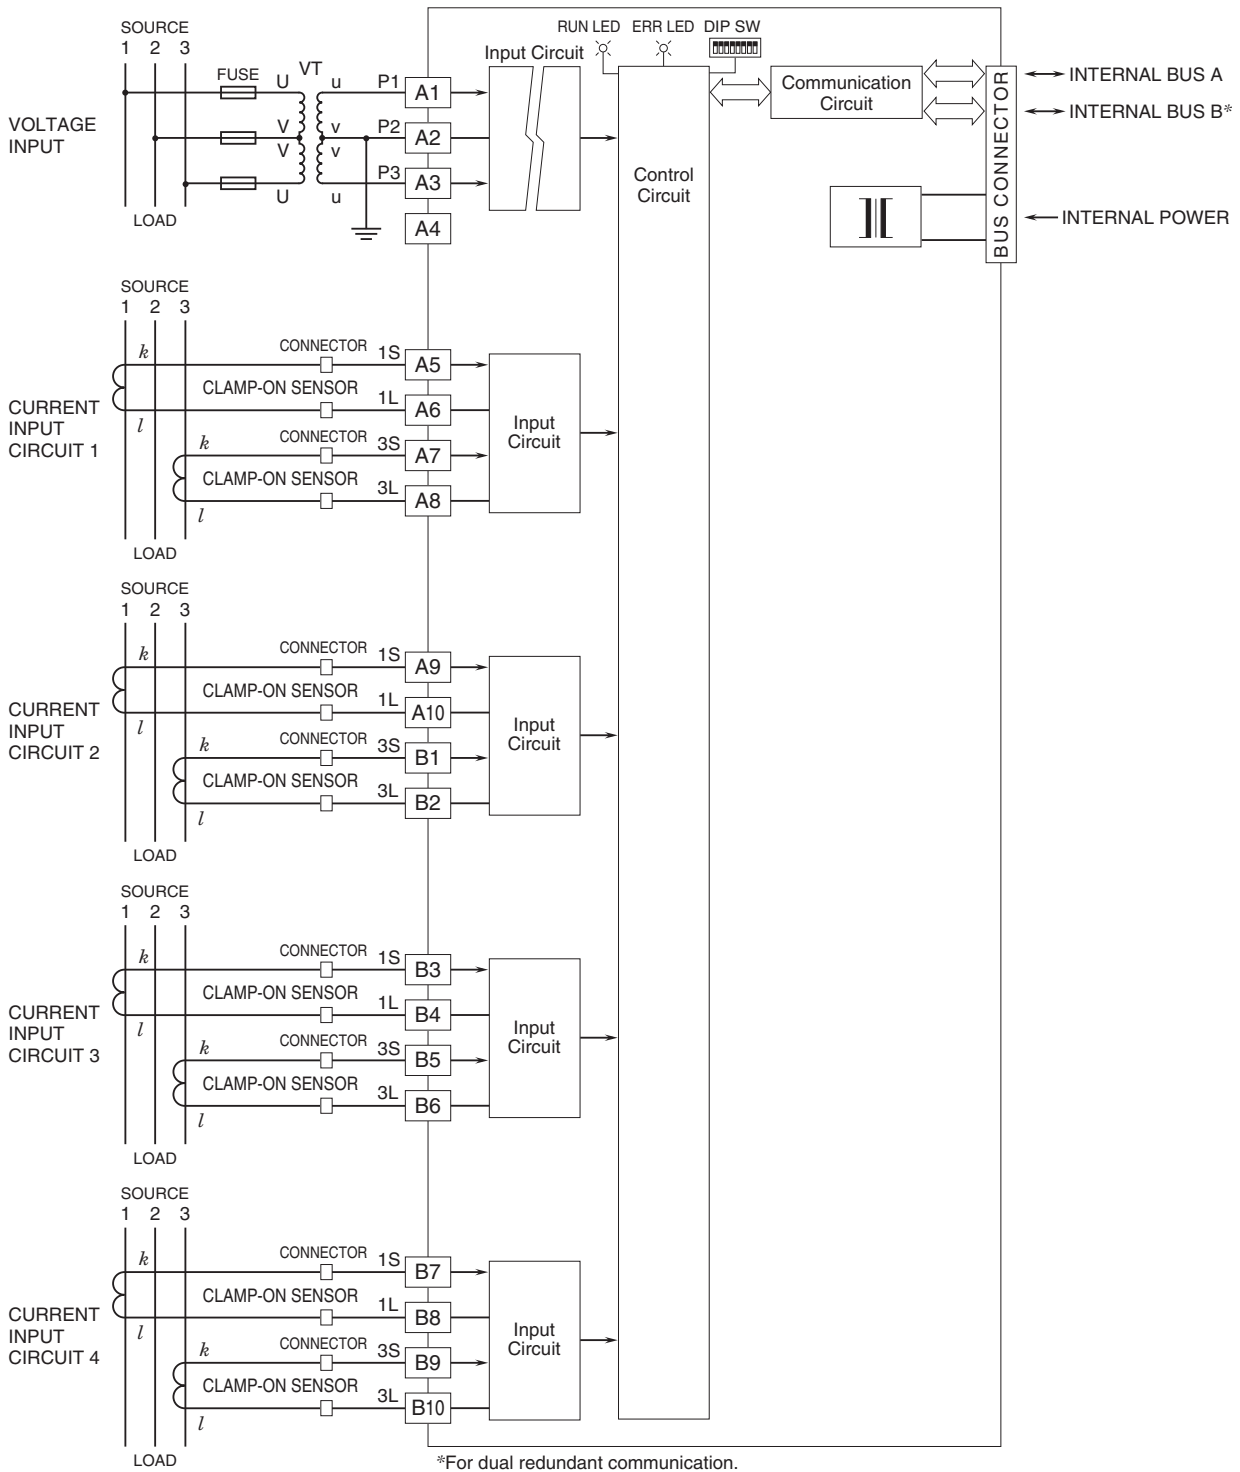 SOURCE
1 2 3
RUN LED ERR LED DIP SW
Input Circuit
FUSE U VT u P1 A1
V v P2 A2
V v
U u P3 A3
A4
VOLTAGE
INPUT
LOAD
Control
Circuit
Communication
Circuit
BUS CONNECTOR
INTERNAL BUS A
INTERNAL BUS B*
INTERNAL POWER
SOURCE
1 2 3
k CONNECTOR 1S A5
CLAMP-ON SENSOR
l 1L A6
k CONNECTOR 3S A7
CLAMP-ON SENSOR
l 3L A8
CURRENT
INPUT
CIRCUIT 1
Input
Circuit
LOAD
SOURCE
1 2 3
k CONNECTOR 1S A9
CLAMP-ON SENSOR
l 1L A10
k CONNECTOR 3S B1
CLAMP-ON SENSOR
l 3L B2
CURRENT
INPUT
CIRCUIT 2
Input
Circuit
LOAD
SOURCE
1 2 3
k CONNECTOR 1S B3
CLAMP-ON SENSOR
l 1L B4
k CONNECTOR 3S B5
CLAMP-ON SENSOR
l 3L B6
CURRENT
INPUT
CIRCUIT 3
Input
Circuit
LOAD
SOURCE
1 2 3
k CONNECTOR 1S B7
CLAMP-ON SENSOR
l 1L B8
k CONNECTOR 3S B9
CLAMP-ON SENSOR
l 3L B10
CURRENT
INPUT
CIRCUIT 4
Input
Circuit
LOAD
*For dual redundant communication.